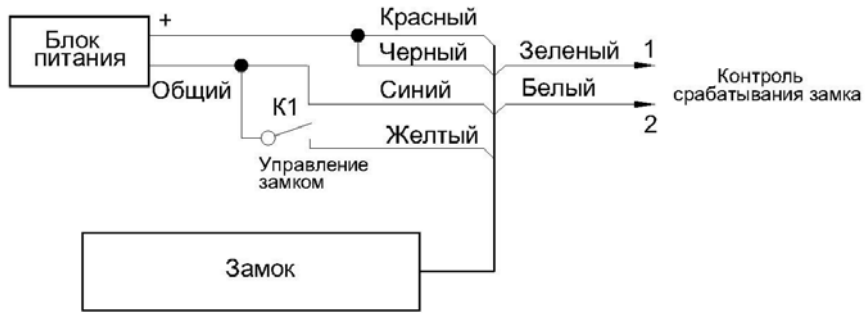 Блок
питания
+
Общий
Красный
Черный
Зеленый
1
Синий
Белый
2
Контроль
срабатывания замка
К1
Желтый
Управление
замком
Замок